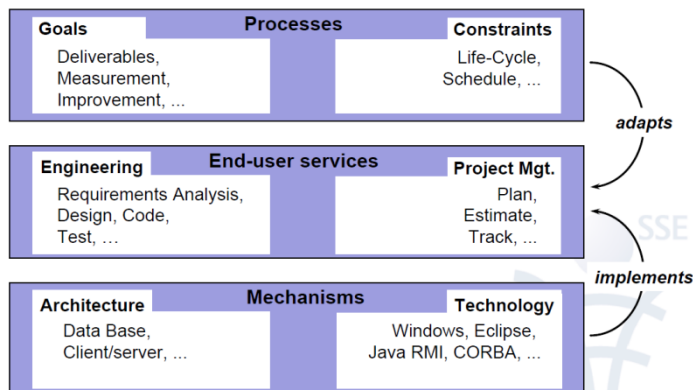 Processes
Goals
Constraints
Deliverables,
Measurement,
Improvement, ...
Life-Cycle,
Schedule, ...
adapts
End-user services
Engineering
Project Mgt.
Requirements Analysis,
Design, Code,
Test, …
Plan,
Estimate,
Track, ...
SSE
implements
Mechanisms
Architecture
Technology
Data Base,
Client/server, ...
Windows, Eclipse,
Java RMI, CORBA, ...